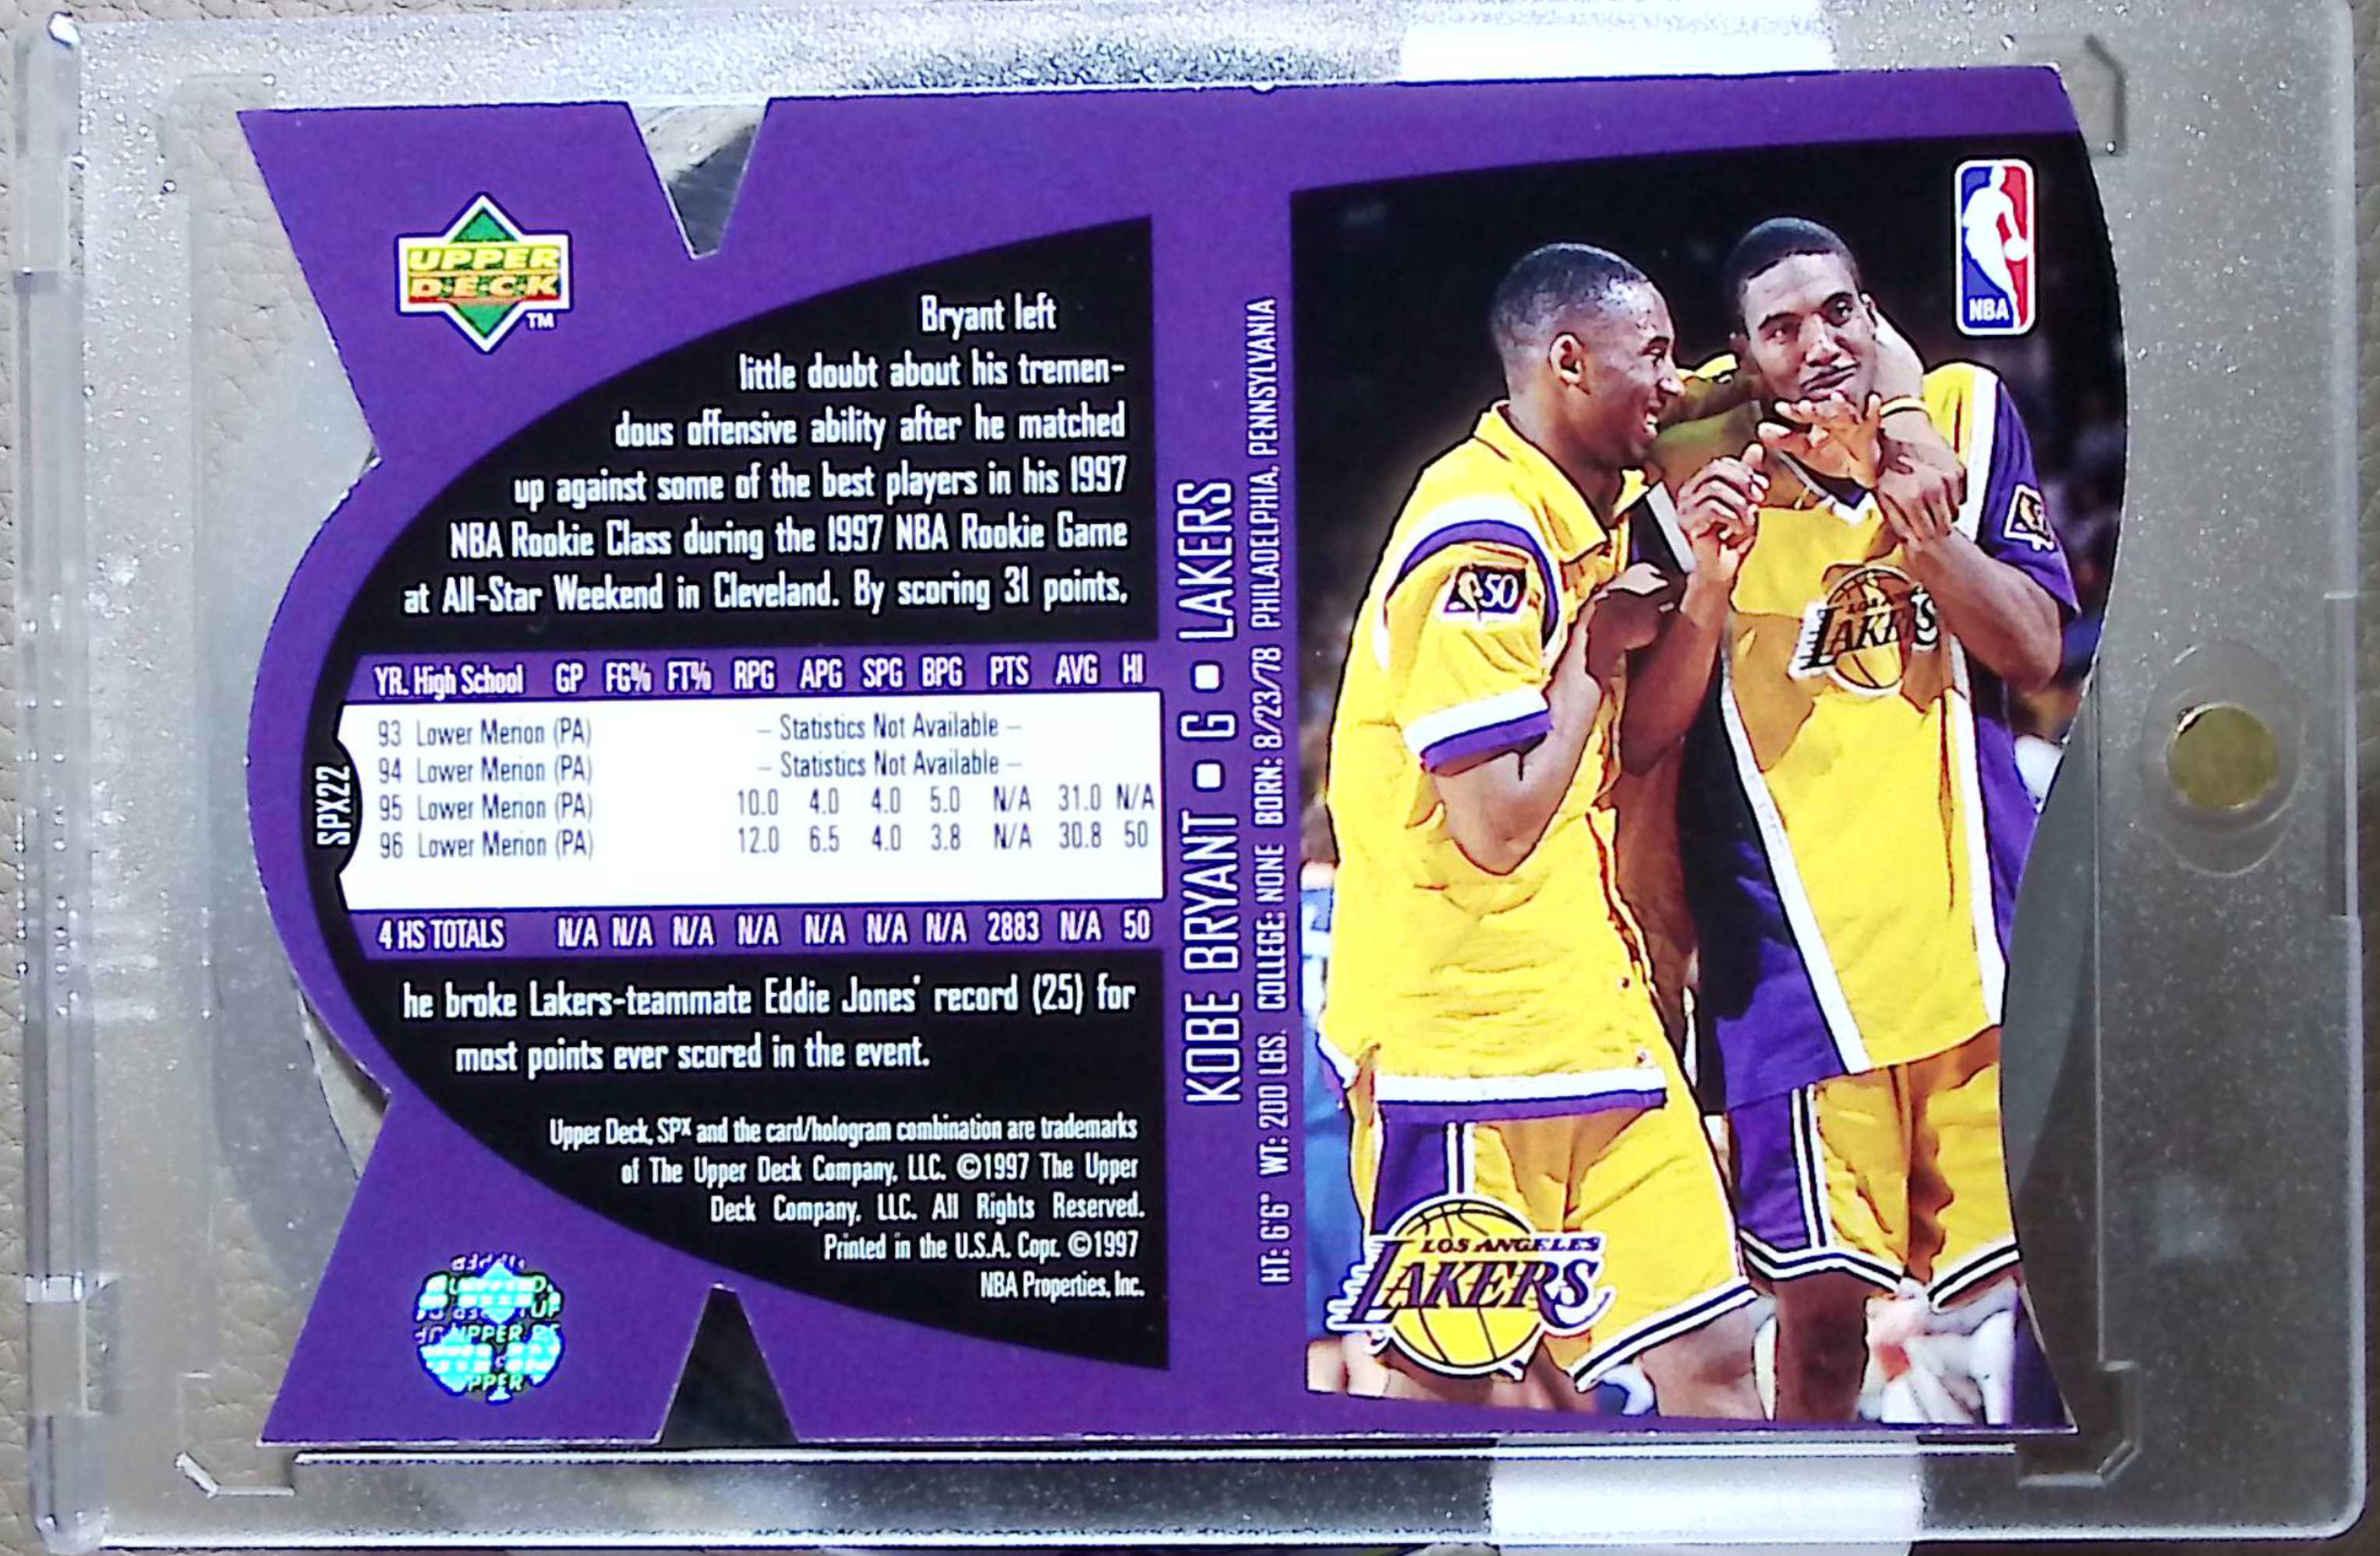 UPPER
DECK
TM
Bryant left
little doubt about his tremen-
dous offensive ability after he matched
up against some of the best players in his 1997
NBA Rookie Class during the 1997 NBA Rookie Game
at All-Star Weekend in Cleveland. By scoring 31 points,
YR. High School GP FG% FT% RPG APG SPG BPG PTS AVG HI
93 Lower Merion (PA) – Statistics Not Available –
94 Lower Merion (PA) – Statistics Not Available –
95 Lower Merion (PA) 10.0 4.0 4.0 5.0 N/A 31.0 N/A
96 Lower Merion (PA) 12.0 6.5 4.0 3.8 N/A 30.8 50
4 HS TOTALS N/A N/A N/A N/A N/A N/A N/A 2883 N/A 50
SPX22
he broke Lakers-teammate Eddie Jones' record (25) for
most points ever scored in the event.
Upper Deck, SPX and the card/hologram combination are trademarks
of The Upper Deck Company, LLC. ©1997 The Upper
Deck Company, LLC. All Rights Reserved.
Printed in the U.S.A. Copr. ©1997
NBA Properties, Inc.
UPPER
KOBE BRYANT ▪ G ▪ LAKERS
HT: 6'6" WT: 200 LBS. COLLEGE: NONE BORN: 8/23/78 PHILADELPHIA, PENNSYLVANIA
NBA
50
LOS ANGELES
LAKERS